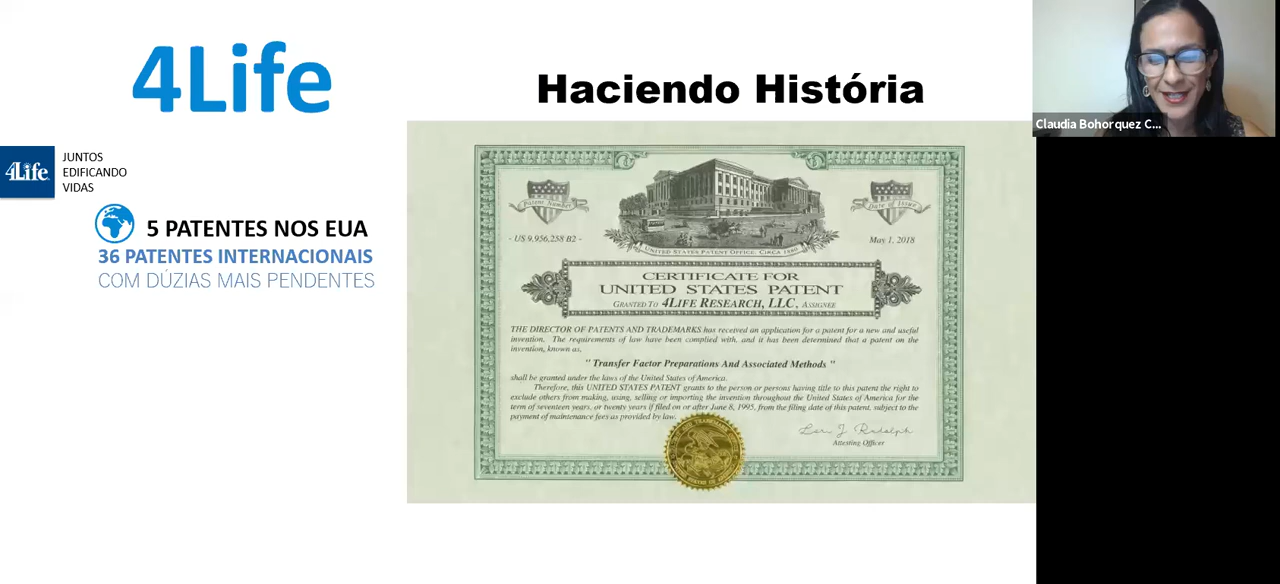 4Life
Haciendo História
Claudia Bohorquez C...
4Life
JUNTOS
EDIFICANDO
VIDAS
5 PATENTES NOS EUA
36 PATENTES INTERNACIONAIS
COM DÚZIAS MAIS PENDENTES
Patent Number
Date of Issue
- US 9,956,258 B2 -
May 1, 2018
UNITED STATES PATENT OFFICE, CIRCA 1880
CERTIFICATE FOR
UNITED STATES PATENT
GRANTED TO 4LIFE RESEARCH, LLC, ASSIGNEE
THE DIRECTOR OF PATENTS AND TRADEMARKS has received an application for a patent for a new and useful
invention. The requirements of law have been complied with, and it has been determined that a patent on the
invention, known as,
" Transfer Factor Preparations And Associated Methods "
shall be granted under the laws of the United States of America.
Therefore, this UNITED STATES PATENT grants to the person or persons having title to this patent the right to
exclude others from making, using, selling or importing the invention throughout the United States of America for the
term of seventeen years, or twenty years if filed on or after June 8, 1995, from the filing date of this patent, subject to the
payment of maintenance fees as provided by law.
Attesting Officer